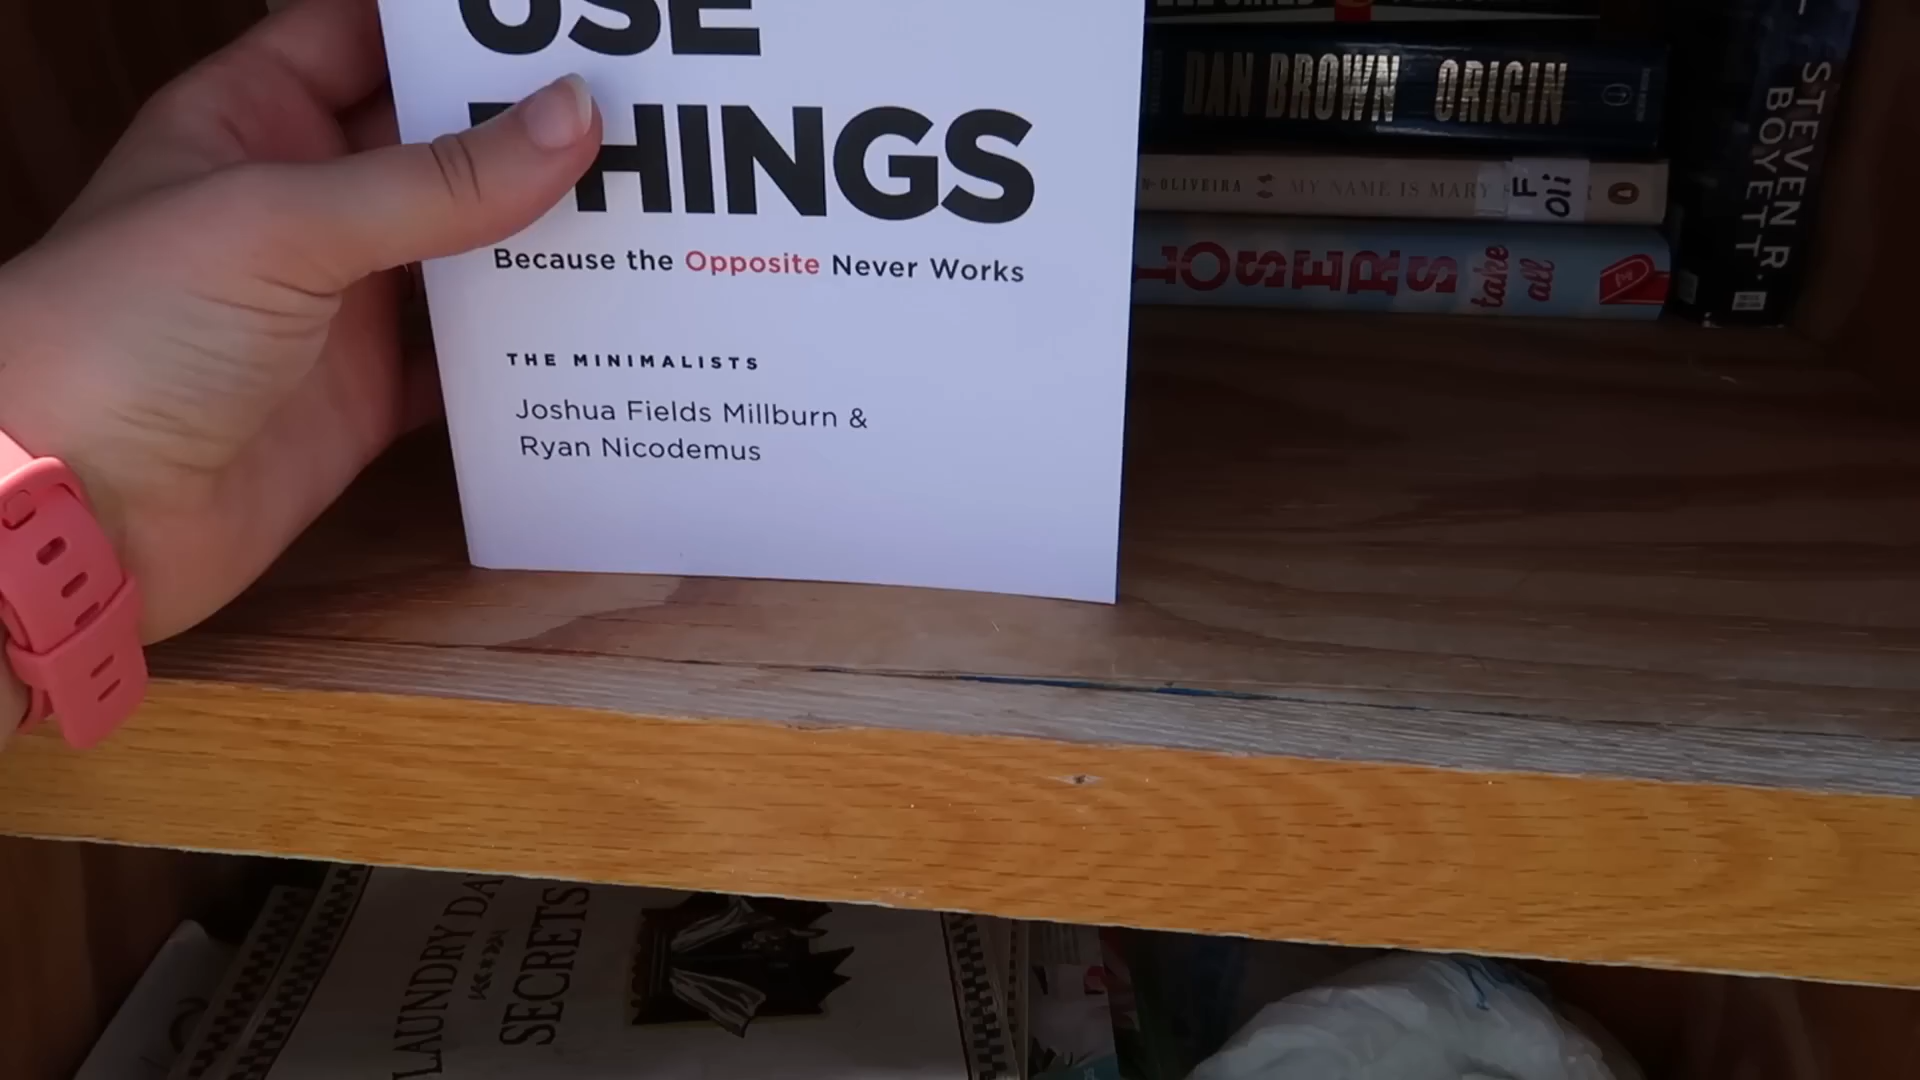 USE
THINGS
Because the Opposite Never Works
THE MINIMALISTS
Joshua Fields Millburn &
Ryan Nicodemus
DAN BROWN ORIGIN
-OLIVEIRA MY NAME IS MARY
F
Oli
LOSERS take all
STEVEN R.
BOYETT
LAUNDRY DAY
SECRETS